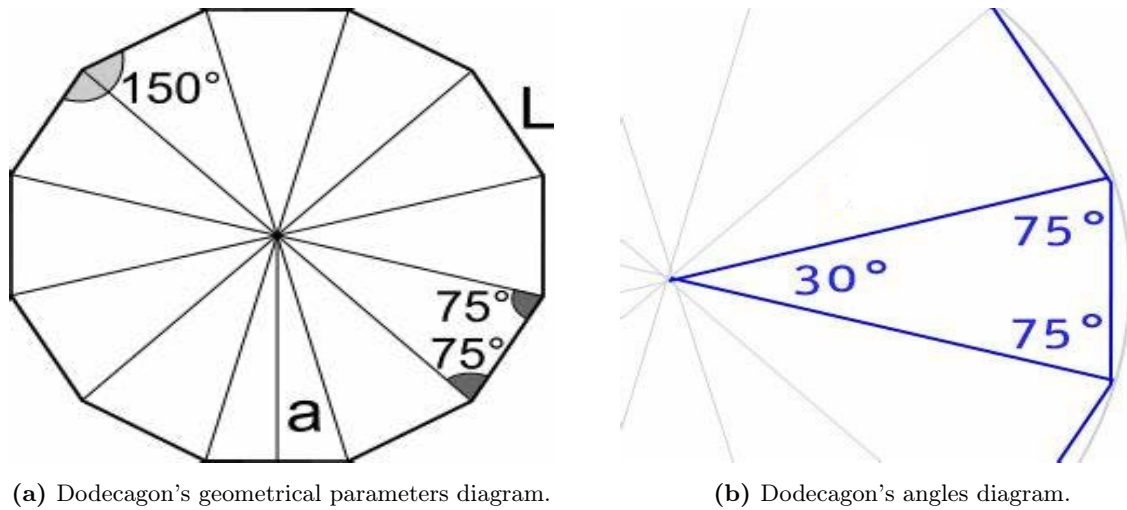 150°
L
75°
75°
a
(a) Dodecagon's geometrical parameters diagram.
75°
30°
75°
(b) Dodecagon's angles diagram.